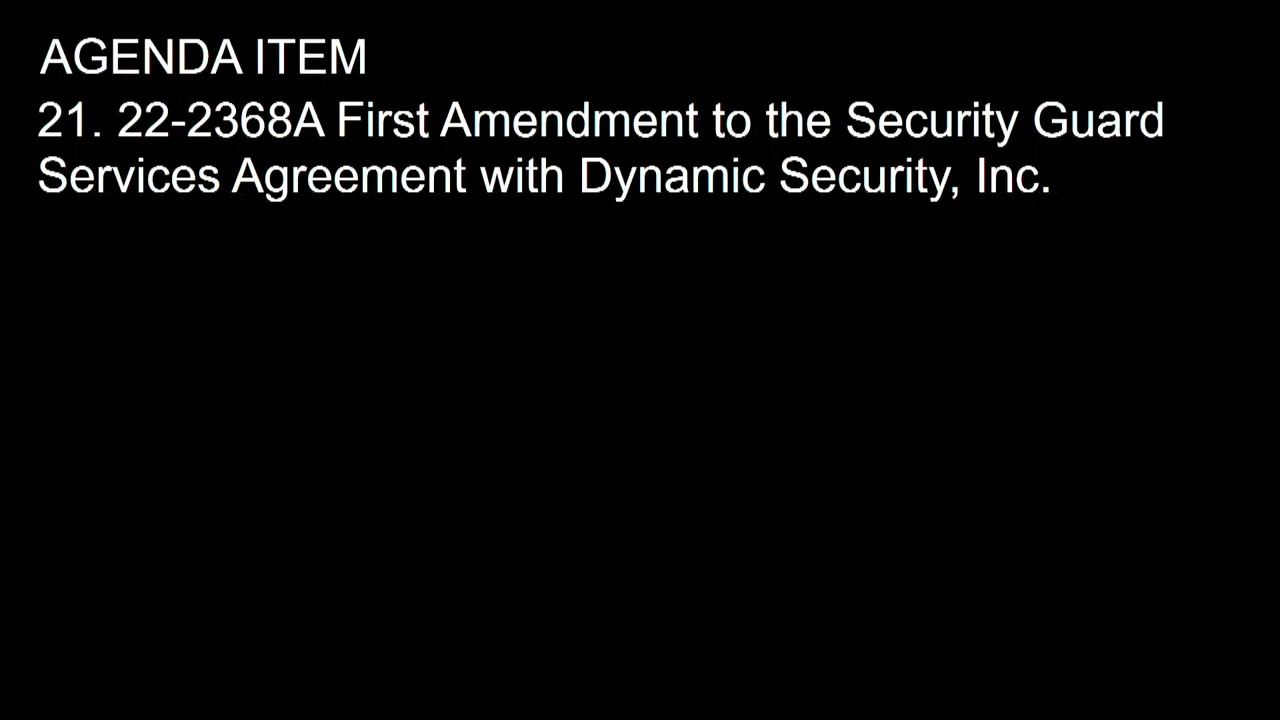 AGENDA ITEM
21. 22-2368A First Amendment to the Security Guard
Services Agreement with Dynamic Security, Inc.